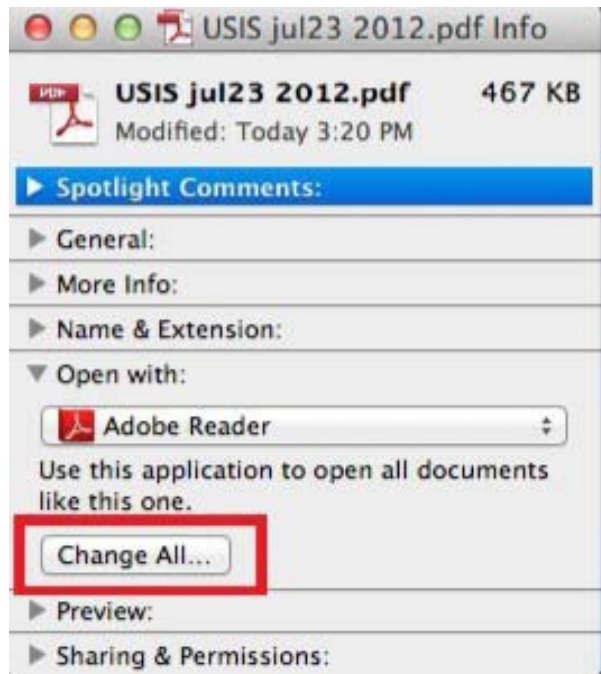 USIS jul23 2012.pdf Info
PDF
USIS jul23 2012.pdf 467 KB
Modified: Today 3:20 PM
Spotlight Comments:
General:
More Info:
Name & Extension:
Open with:
Adobe Reader
Use this application to open all documents
like this one.
Change All...
Preview:
Sharing & Permissions: